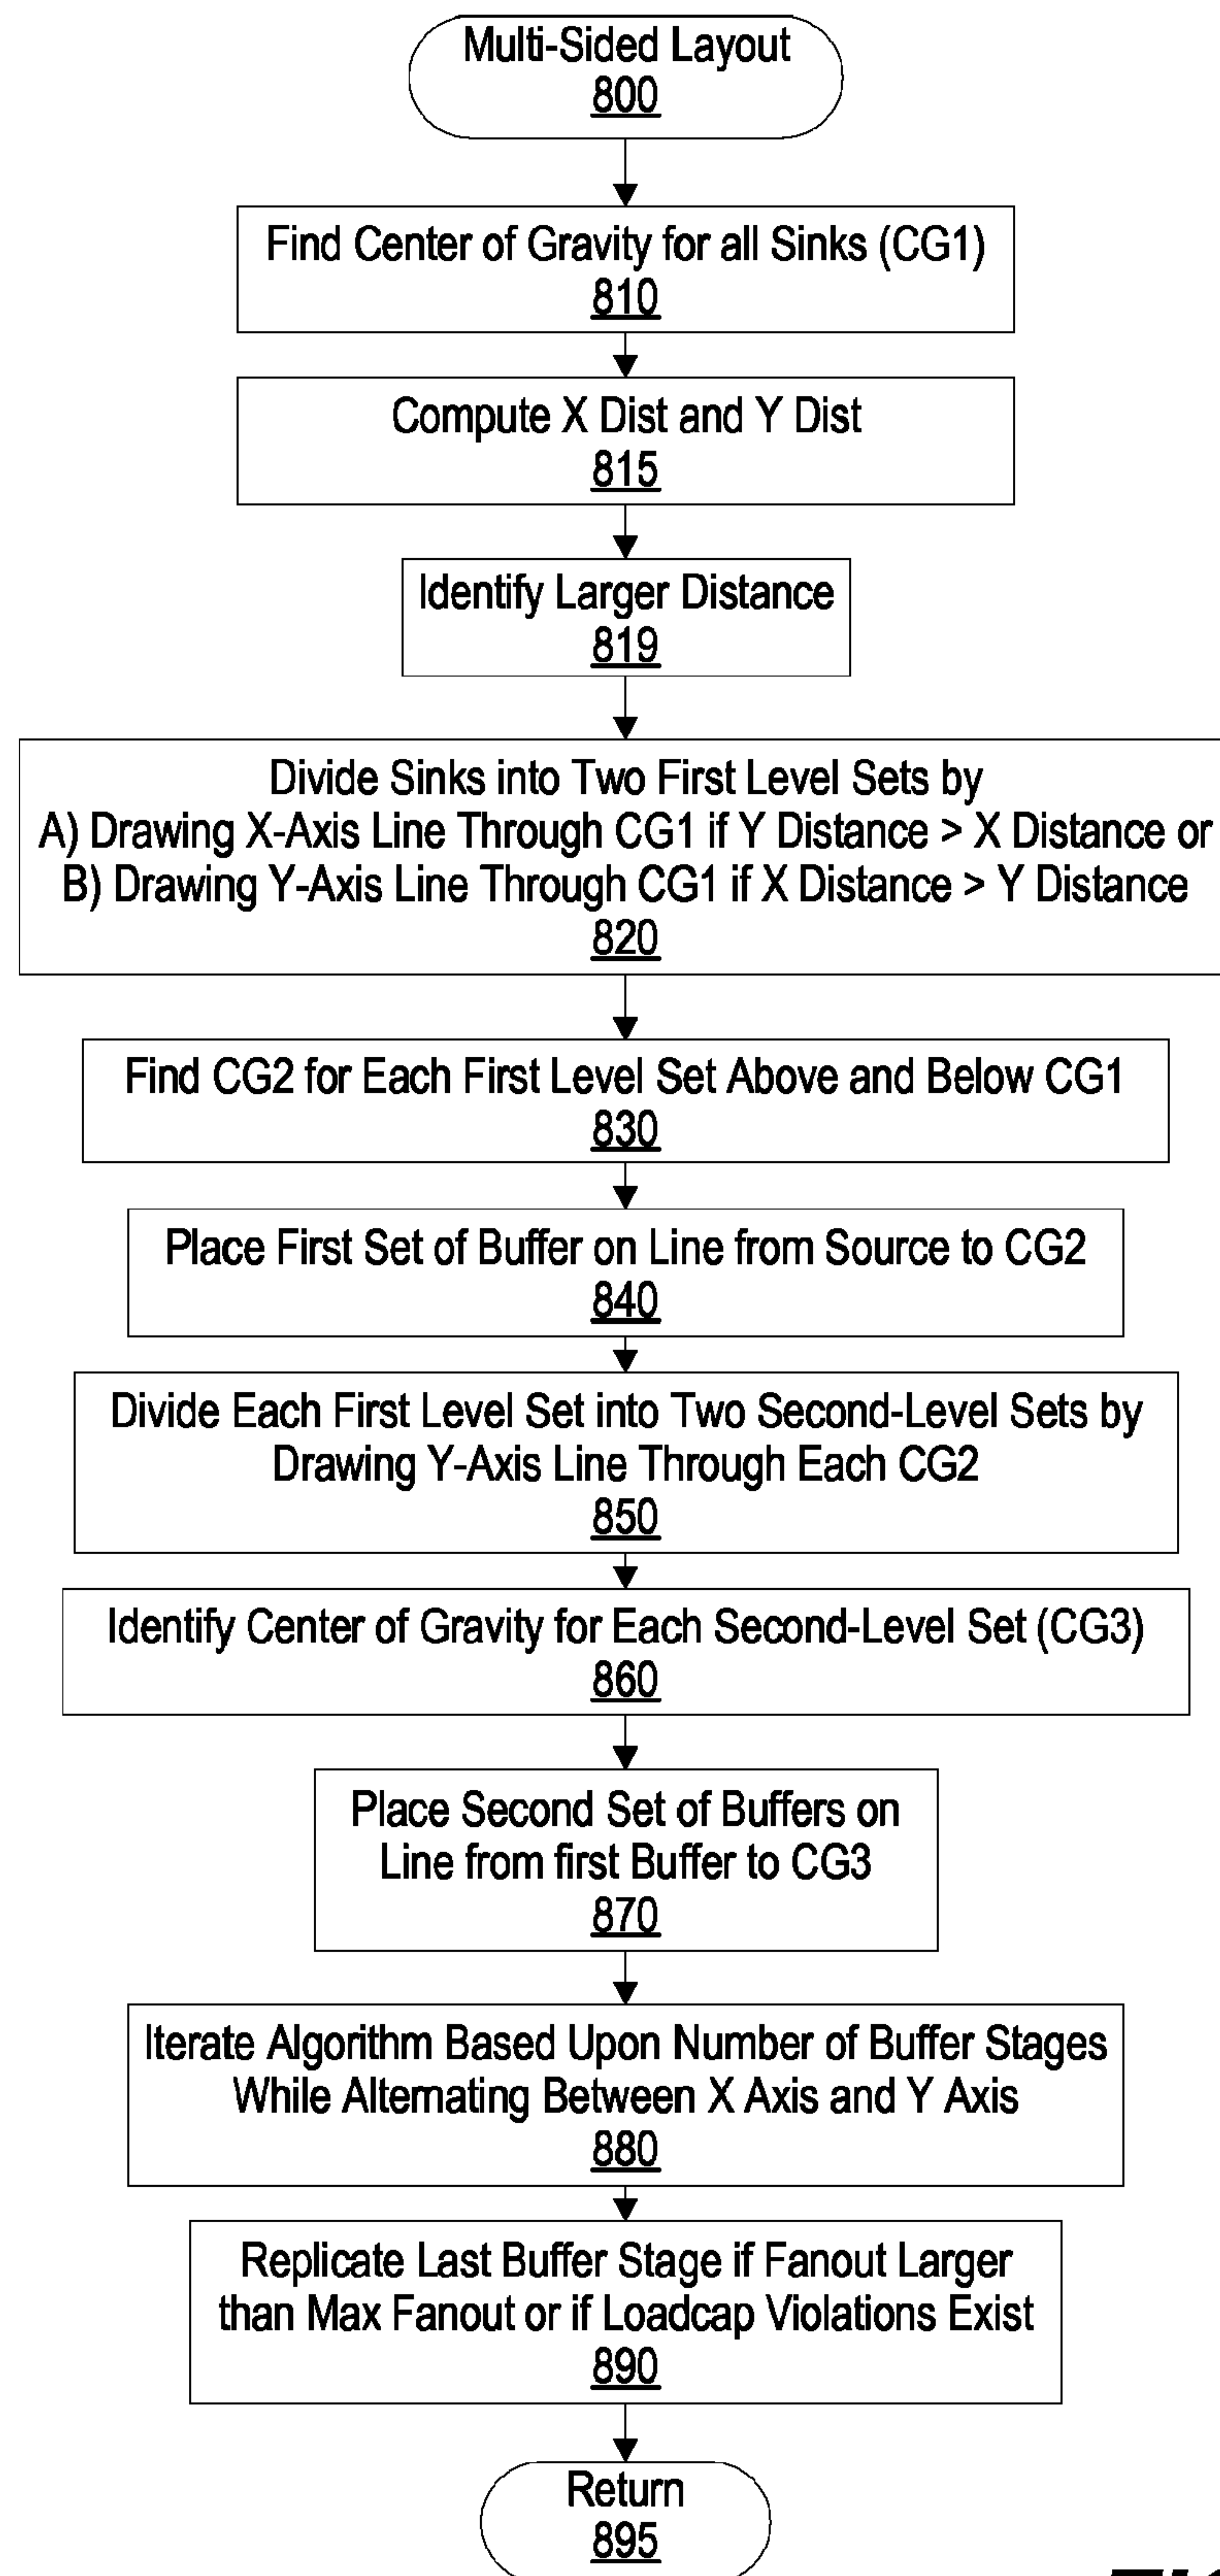 Multi-Sided Layout
800
Find Center of Gravity for all Sinks (CG1)
810
Compute X Dist and Y Dist
815
Identify Larger Distance
819
Divide Sinks into Two First Level Sets by
A) Drawing X-Axis Line Through CG1 if Y Distance > X Distance or
B) Drawing Y-Axis Line Through CG1 if X Distance > Y Distance
820
Find CG2 for Each First Level Set Above and Below CG1
830
Place First Set of Buffer on Line from Source to CG2
840
Divide Each First Level Set into Two Second-Level Sets by
Drawing Y-Axis Line Through Each CG2
850
Identify Center of Gravity for Each Second-Level Set (CG3)
860
Place Second Set of Buffers on
Line from first Buffer to CG3
870
Iterate Algorithm Based Upon Number of Buffer Stages
While Alternating Between X Axis and Y Axis
880
Replicate Last Buffer Stage if Fanout Larger
than Max Fanout or if Loadcap Violations Exist
890
Return
895